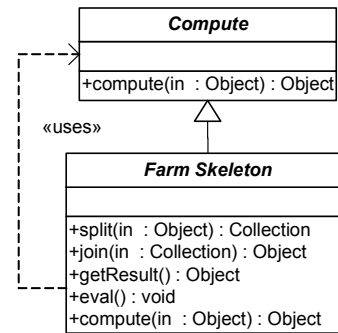 Compute
+compute(in : Object) : Object
«uses»
Farm Skeleton
+split(in : Object) : Collection
+join(in : Collection) : Object
+getResult() : Object
+eval() : void
+compute(in : Object) : Object